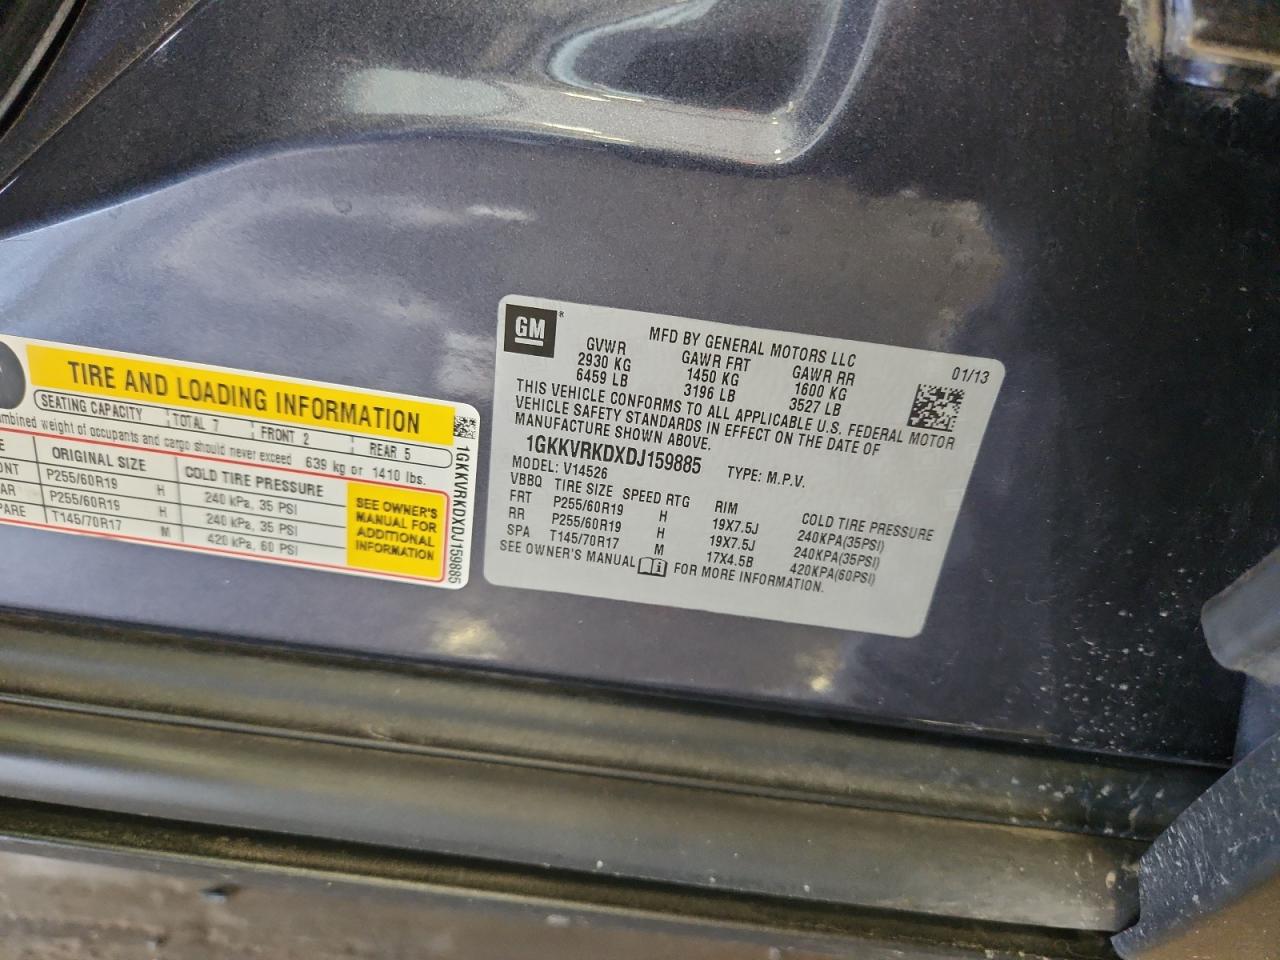 TIRE AND LOADING INFORMATION
SEATING CAPACITY TOTAL 7 FRONT 2 REAR 5
weight of occupants and cargo should never exceed 639 kg or 1410 lbs.
ORIGINAL SIZE COLD TIRE PRESSURE
P255/60R19 H 240 kPa, 35 PSI
P255/60R19 H 240 kPa, 35 PSI
T145/70R17 M 420 kPa, 60 PSI
SEE OWNER'S
MANUAL FOR
ADDITIONAL
INFORMATION
1GKKVRKDXDJ159885
GM®
MFD BY GENERAL MOTORS LLC
01/13
GVWR GAWR FRT GAWR RR
2930 KG 1450 KG 1600 KG
6459 LB 3196 LB 3527 LB
THIS VEHICLE CONFORMS TO ALL APPLICABLE U.S. FEDERAL MOTOR
VEHICLE SAFETY STANDARDS IN EFFECT ON THE DATE OF
MANUFACTURE SHOWN ABOVE.
1GKKVRKDXDJ159885 TYPE: M.P.V.
MODEL: V14526
VBBQ TIRE SIZE SPEED RTG RIM COLD TIRE PRESSURE
FRT P255/60R19 H 19X7.5J 240KPA(35PSI)
RR P255/60R19 H 19X7.5J 240KPA(35PSI)
SPA T145/70R17 M 17X4.5B 420KPA(60PSI)
SEE OWNER'S MANUAL FOR MORE INFORMATION.